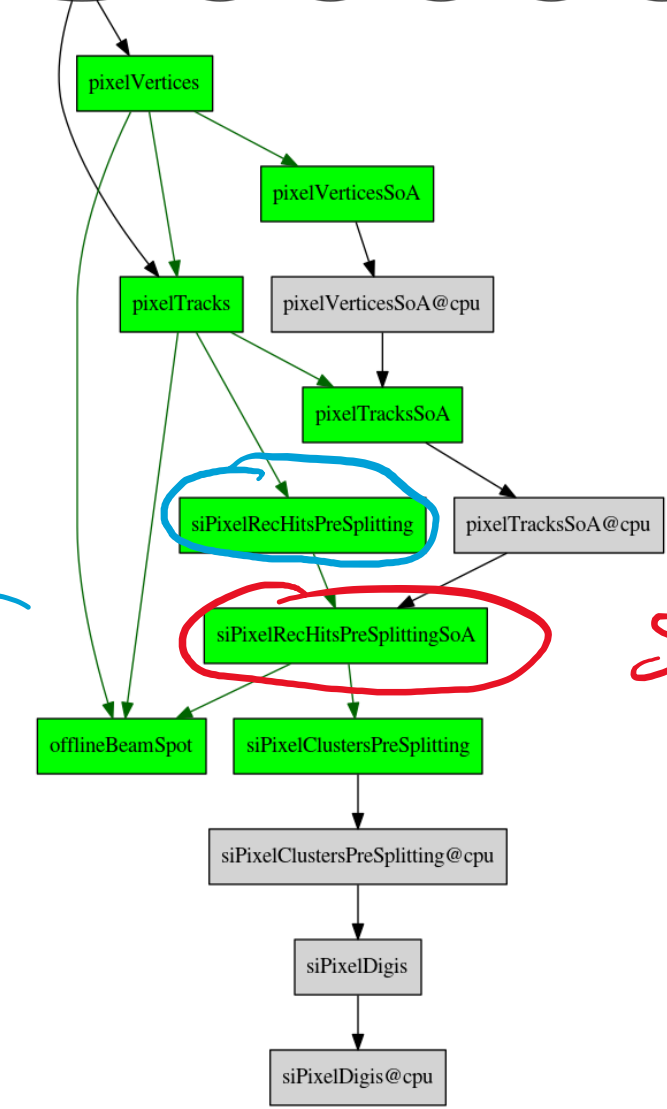 pixelVertices
pixelVerticesSoA
pixelTracks
pixelVerticesSoA@cpu
pixelTracksSoA
siPixelRecHitsPreSplitting
pixelTracksSoA@cpu
siPixelRecHitsPreSplittingSoA
offlineBeamSpot
siPixelClustersPreSplitting
siPixelClustersPreSplitting@cpu
siPixelDigis
siPixelDigis@cpu